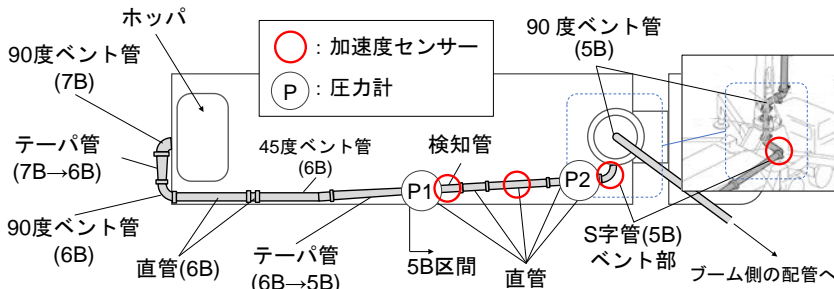 ホッパ
90度ベント管
(7B)
テーパ管
(7B→6B)
90度ベント管
(6B)
直管(6B)
45度ベント管
(6B)
テーパ管
(6B→5B)
：加速度センサー
P ：圧力計
P1
検知管
5B区間
直管
P2
90 度ベント管
(5B)
S字管(5B)
ベント部
ブーム側の配管へ